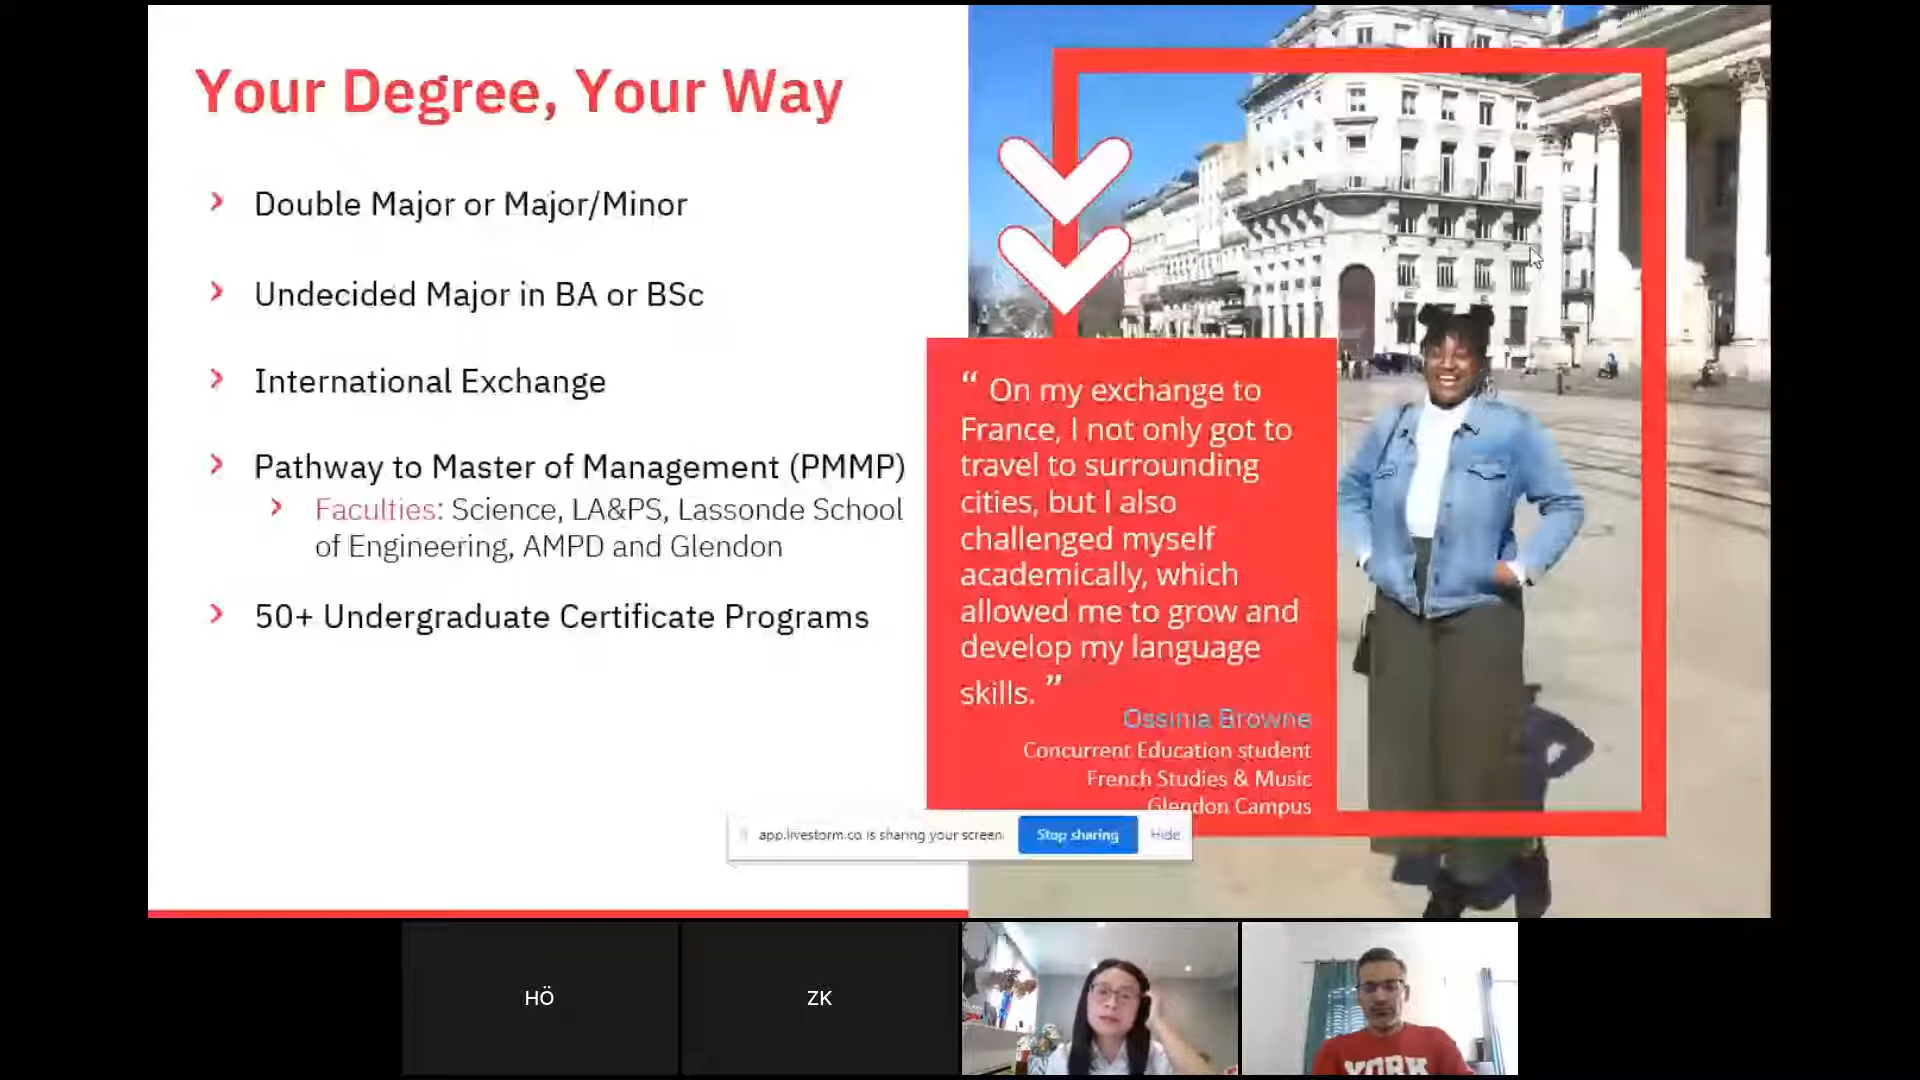 Your Degree, Your Way
› Double Major or Major/Minor
› Undecided Major in BA or BSc
› International Exchange
› Pathway to Master of Management (PMMP)
› Faculties: Science, LA&PS, Lassonde School
of Engineering, AMPD and Glendon
› 50+ Undergraduate Certificate Programs
“ On my exchange to
France, I not only got to
travel to surrounding
cities, but I also
challenged myself
academically, which
allowed me to grow and
develop my language
skills. ”
Ossinia Browne
Concurrent Education student
French Studies & Music
Glendon Campus
app.livestorm.co is sharing your screen. Stop sharing Hide
HÖ
ZK
YORK